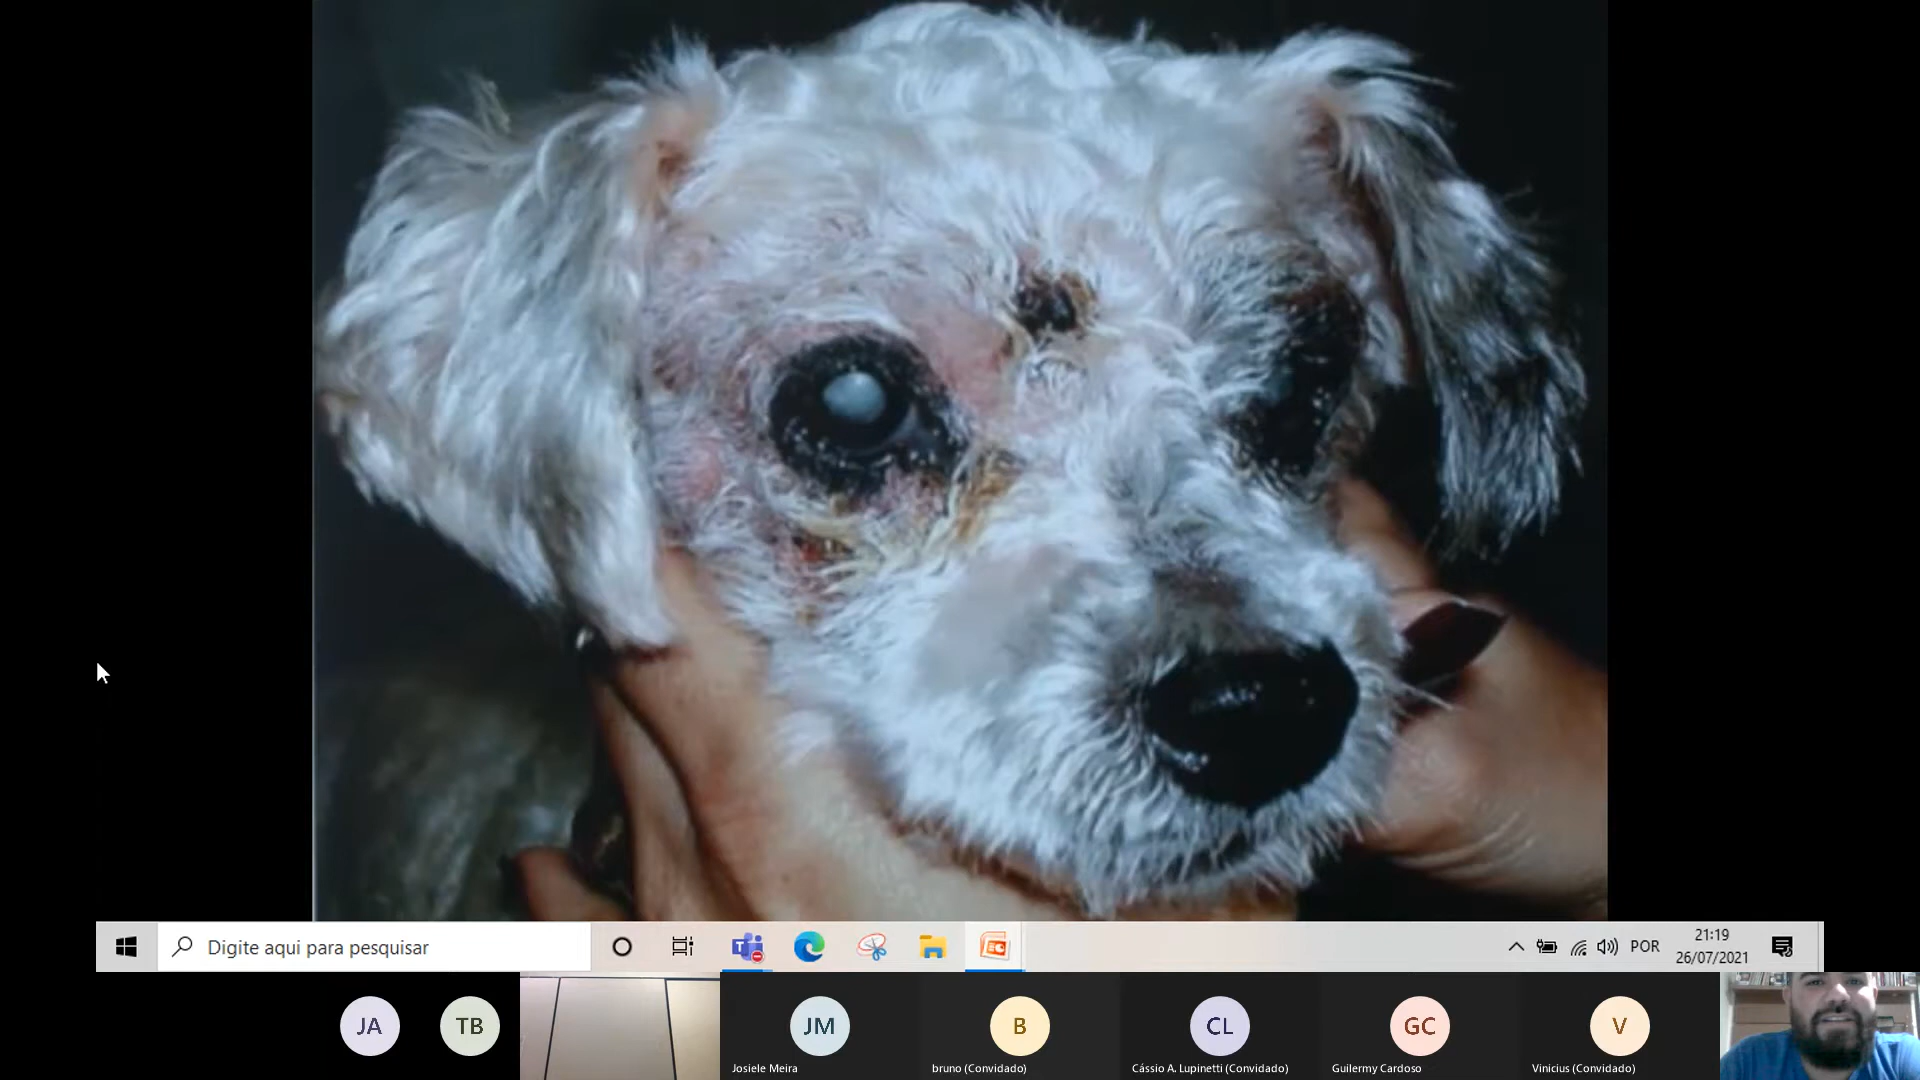 Digite aqui para pesquisar
POR
21:19
26/07/2021
JA
TB
JM
B
CL
GC
V
Josiele Meira
bruno (Convidado)
Cássio A. Lupinetti (Convidado)
Guilermy Cardoso
Vinicius (Convidado)